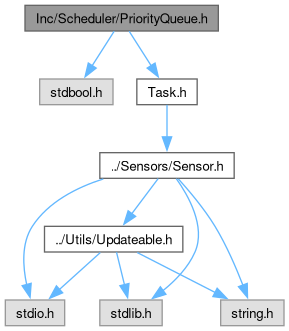 Inc/Scheduler/PriorityQueue.h
stdbool.h
Task.h
../Sensors/Sensor.h
../Utils/Updateable.h
stdio.h
stdlib.h
string.h